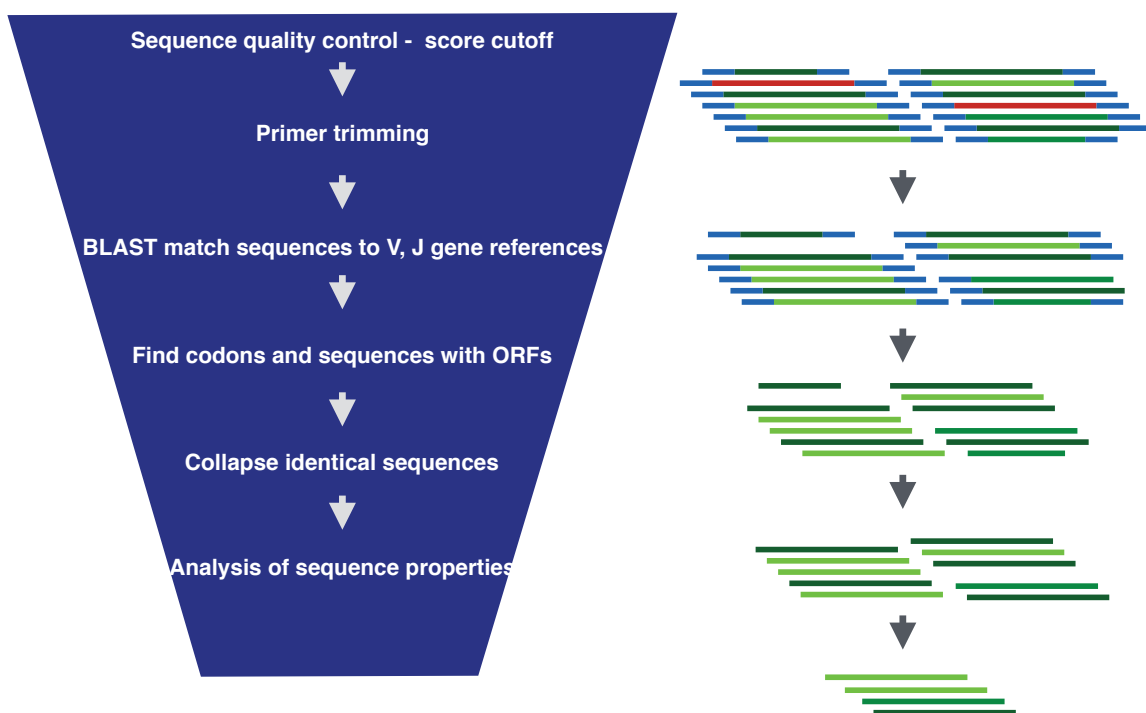 Sequence quality control - score cutoff
Primer trimming
BLAST match sequences to V, J gene references
Find codons and sequences with ORFs
Collapse identical sequences
Analysis of sequence properties